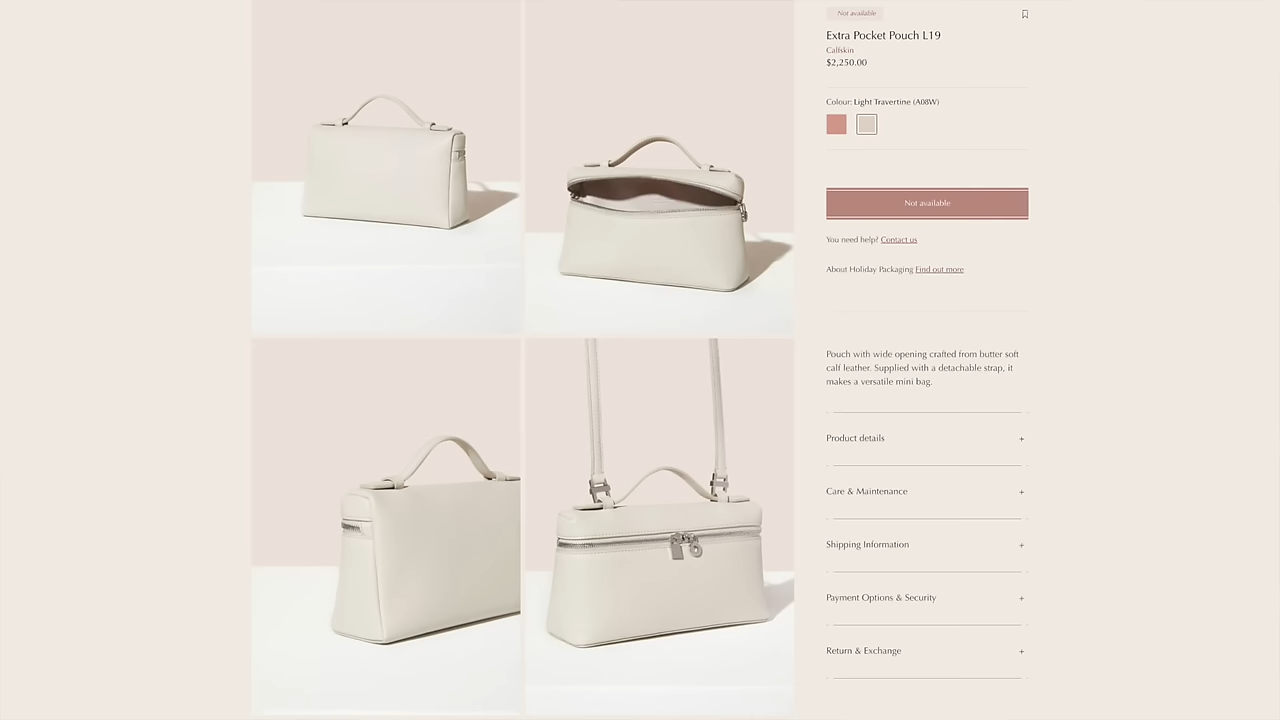 Not available
Extra Pocket Pouch L19
Calfskin
$2,250.00
Colour: Light Travertine (A08W)
Not available
You need help? Contact us
About Holiday Packaging Find out more
Pouch with wide opening crafted from butter soft
calf leather. Supplied with a detachable strap, it
makes a versatile mini bag.
Product details +
Care & Maintenance +
Shipping Information +
Payment Options & Security +
Return & Exchange +